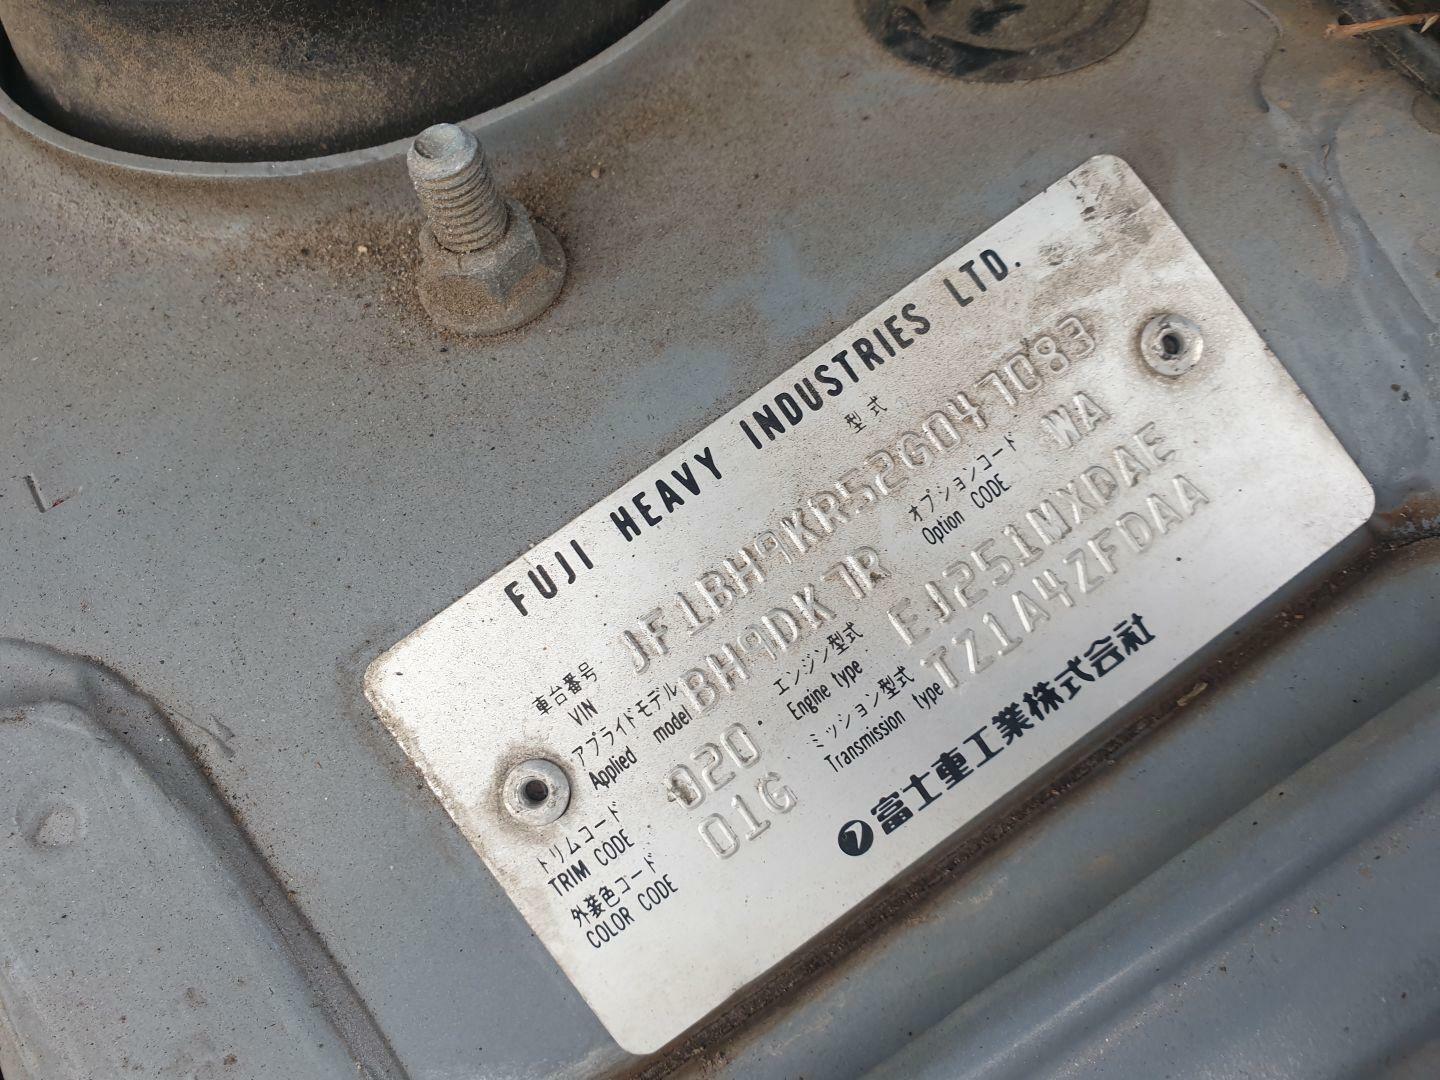 FUJI HEAVY INDUSTRIES LTD.
型式
車台番号
VIN JF1BH9KR52G047083
アプライドモデル
Applied model BH9DK7R
オプションコード
Option CODE WA
エンジン型式
Engine type EJ251MXDAE
トリムコード
TRIM CODE 020
ミッション型式
Transmission type TZ1A4ZFDAA
外装色コード
COLOR CODE 01G
富士重工業株式会社
L